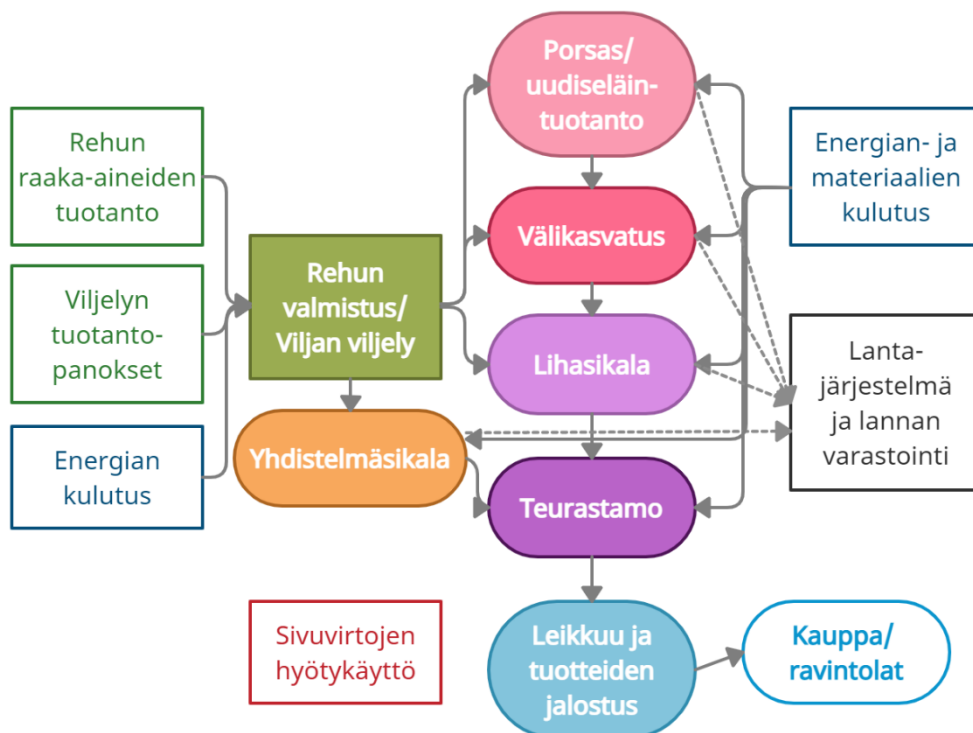 Porsas/
uudiseläin-
tuotanto
Rehun
raaka-aineiden
tuotanto
Energian- ja
materiaalien
kulutus
Välikasvatus
Rehun
valmistus/
Viljan viljely
Viljelyn
tuotanto-
panokset
Lihasikala
Lanta-
järjestelmä
ja lannan
varastointi
Yhdistelmäsikala
Energian
kulutus
Teurastamo
Sivuvirtojen
hyötykäyttö
Leikkuu ja
tuotteiden
jalostus
Kauppa/
ravintolat